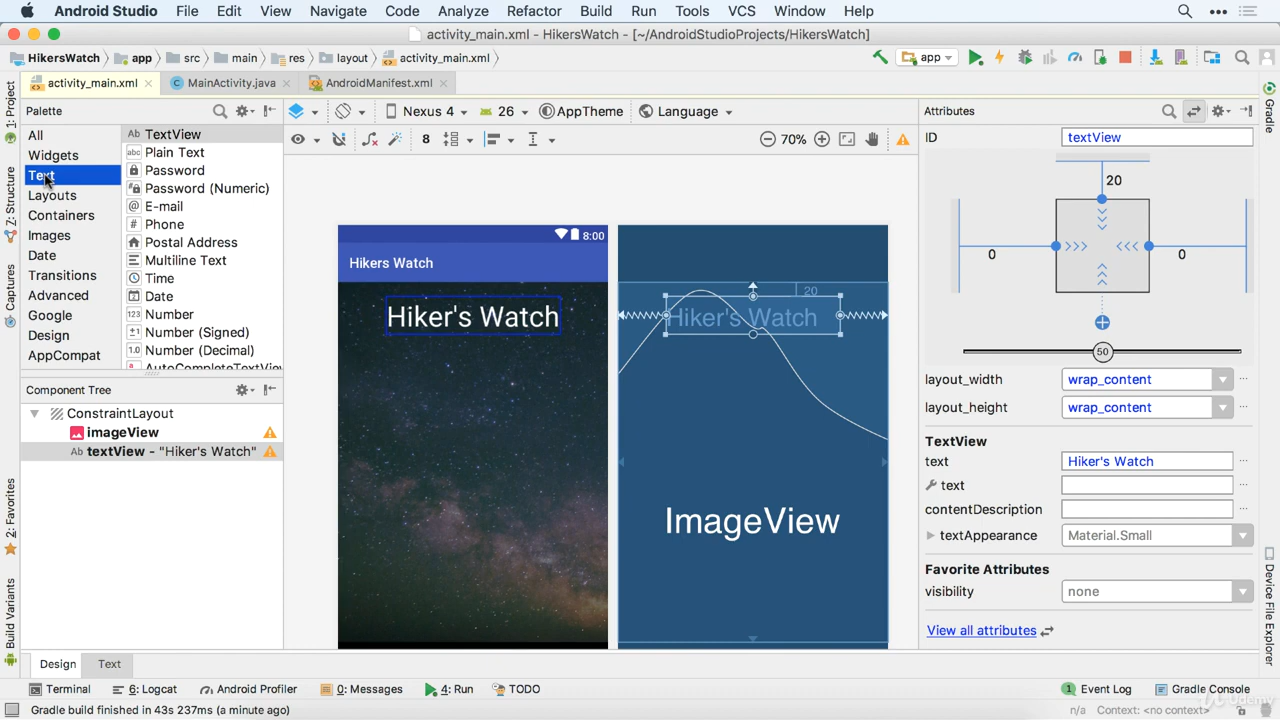 Android Studio File Edit View Navigate Code Analyze Refactor Build Run Tools VCS Window Help
activity_main.xml - HikersWatch - [~/AndroidStudioProjects/HikersWatch]
HikersWatch app src main res layout activity_main.xml app
activity_main.xml MainActivity.java AndroidManifest.xml
1: Project
Z: Structure
Captures
2: Favorites
Build Variants
Palette
All
Widgets
Text
Layouts
Containers
Images
Date
Transitions
Advanced
Google
Design
AppCompat
Ab TextView
abc Plain Text
Password
Password (Numeric)
@ E-mail
# Phone
Postal Address
Multiline Text
Time
Date
Number
Number (Signed)
1.0 Number (Decimal)
AutoCompleteTextView
Component Tree
ConstraintLayout
imageView
Ab textView - "Hiker's Watch"
Nexus 4 26 AppTheme Language
8 70%
8:00
Hikers Watch
Hiker's Watch
20
Hiker's Watch
ImageView
Attributes
ID textView
20
0 0
50
layout_width wrap_content
layout_height wrap_content
TextView
text Hiker's Watch
text
contentDescription
textAppearance Material.Small
Favorite Attributes
visibility none
View all attributes
Gradle
Device File Explorer
Design Text
Terminal 6: Logcat Android Profiler 0: Messages 4: Run TODO 1 Event Log Gradle Console
Gradle build finished in 43s 237ms (a minute ago) n/a Context: <no context>
Udemy